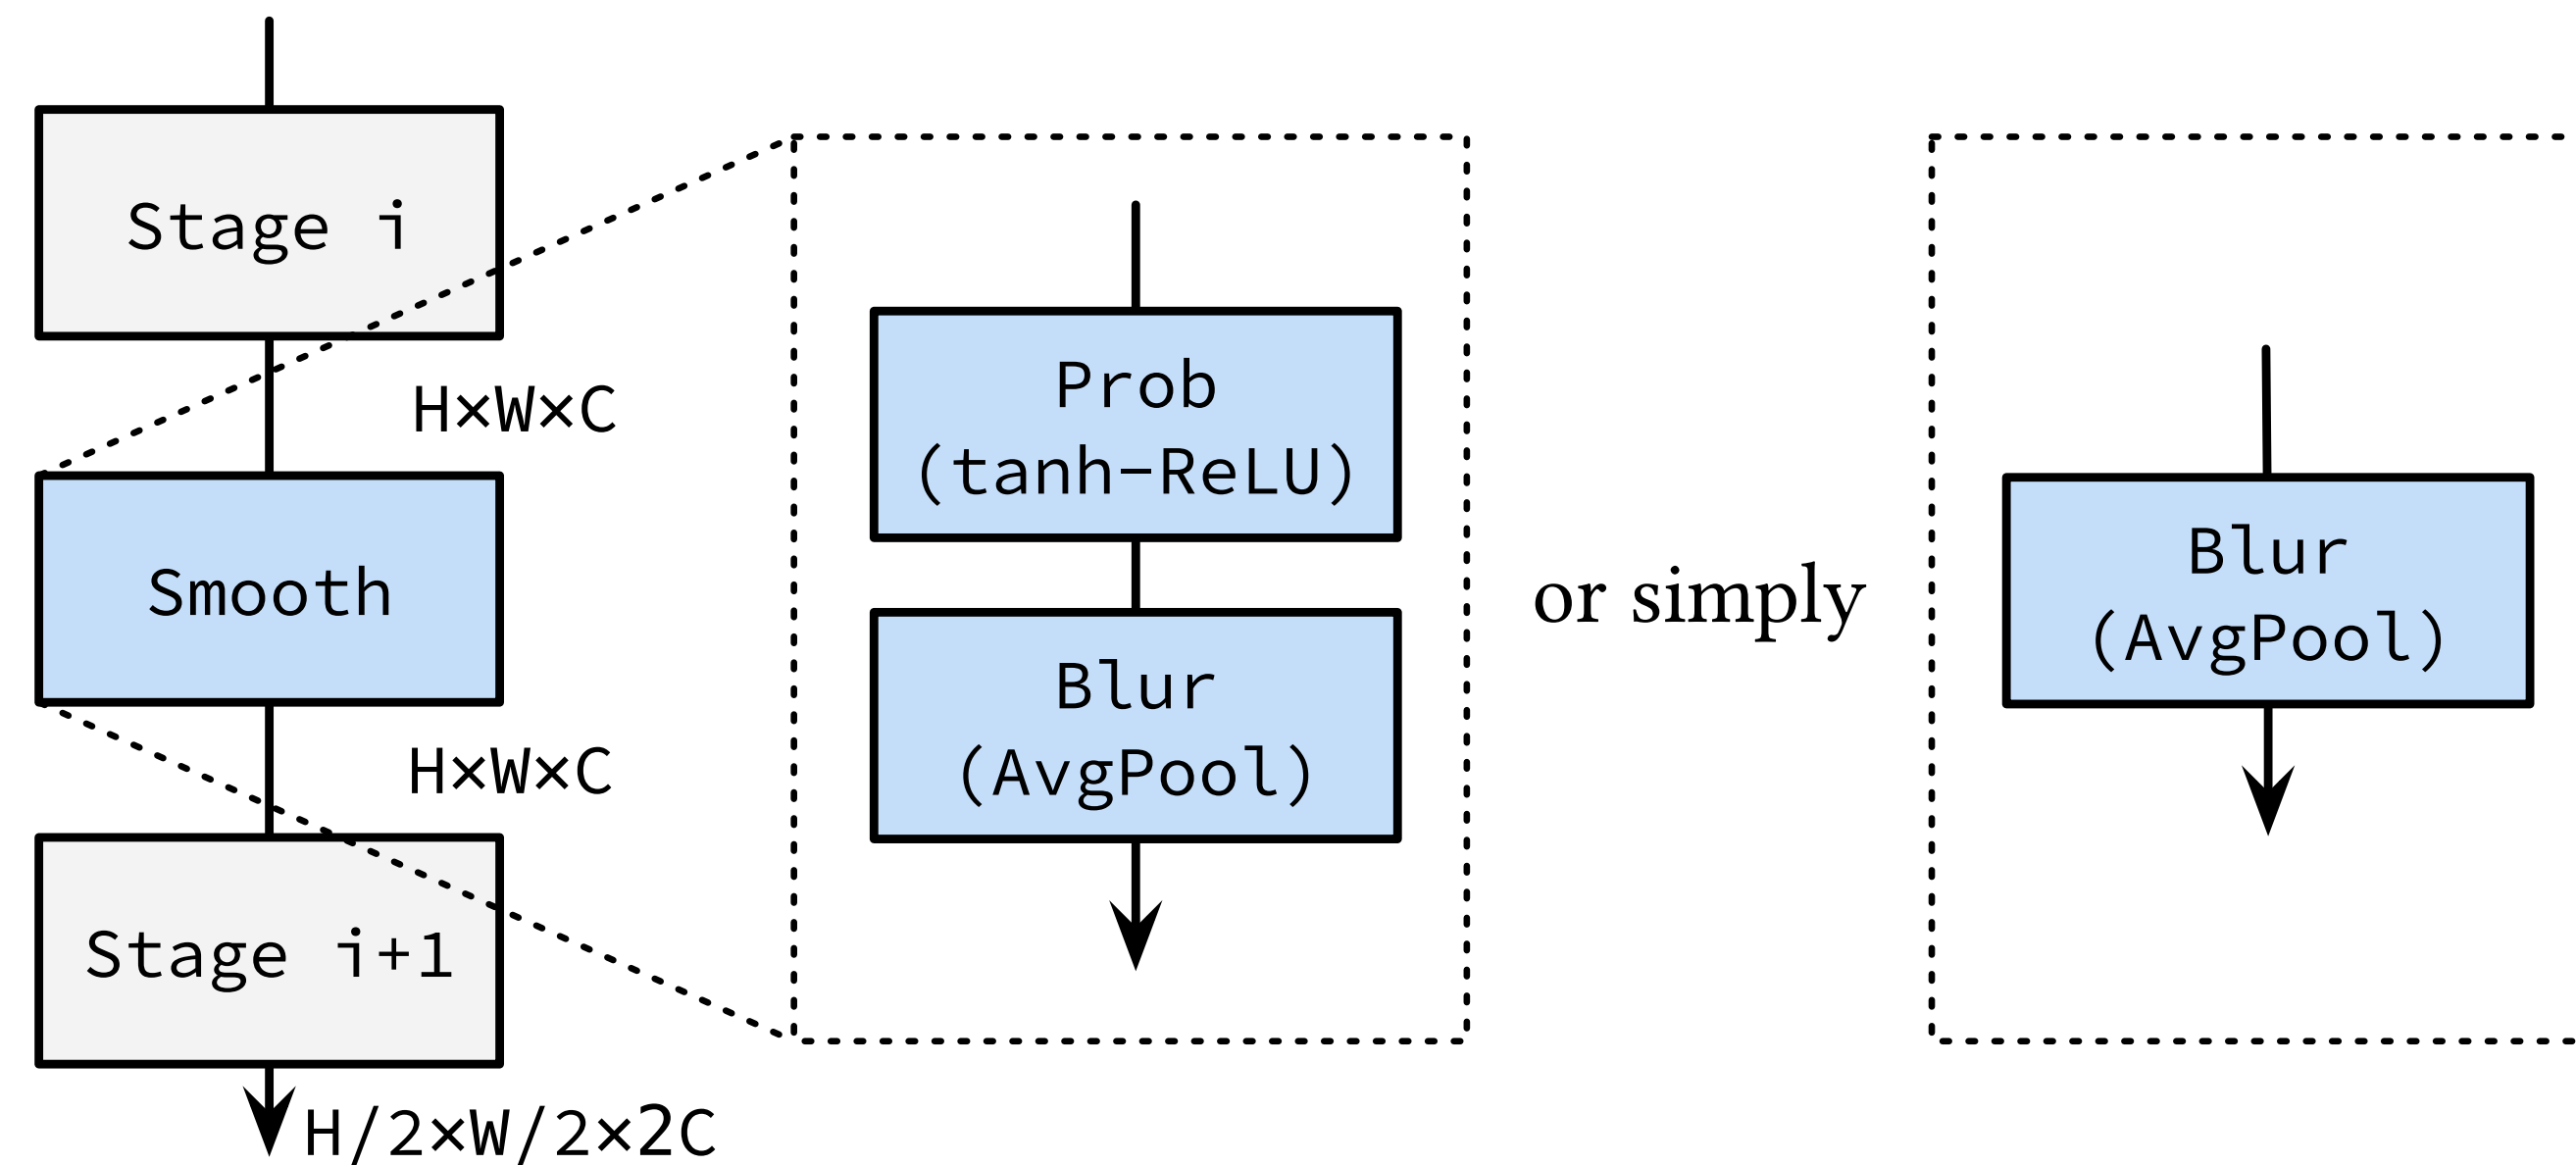 Stage i
H×W×C
Smooth
H×W×C
Stage i+1
H/2×W/2×2C
Prob
(tanh-ReLU)
Blur
(AvgPool)
or simply
Blur
(AvgPool)